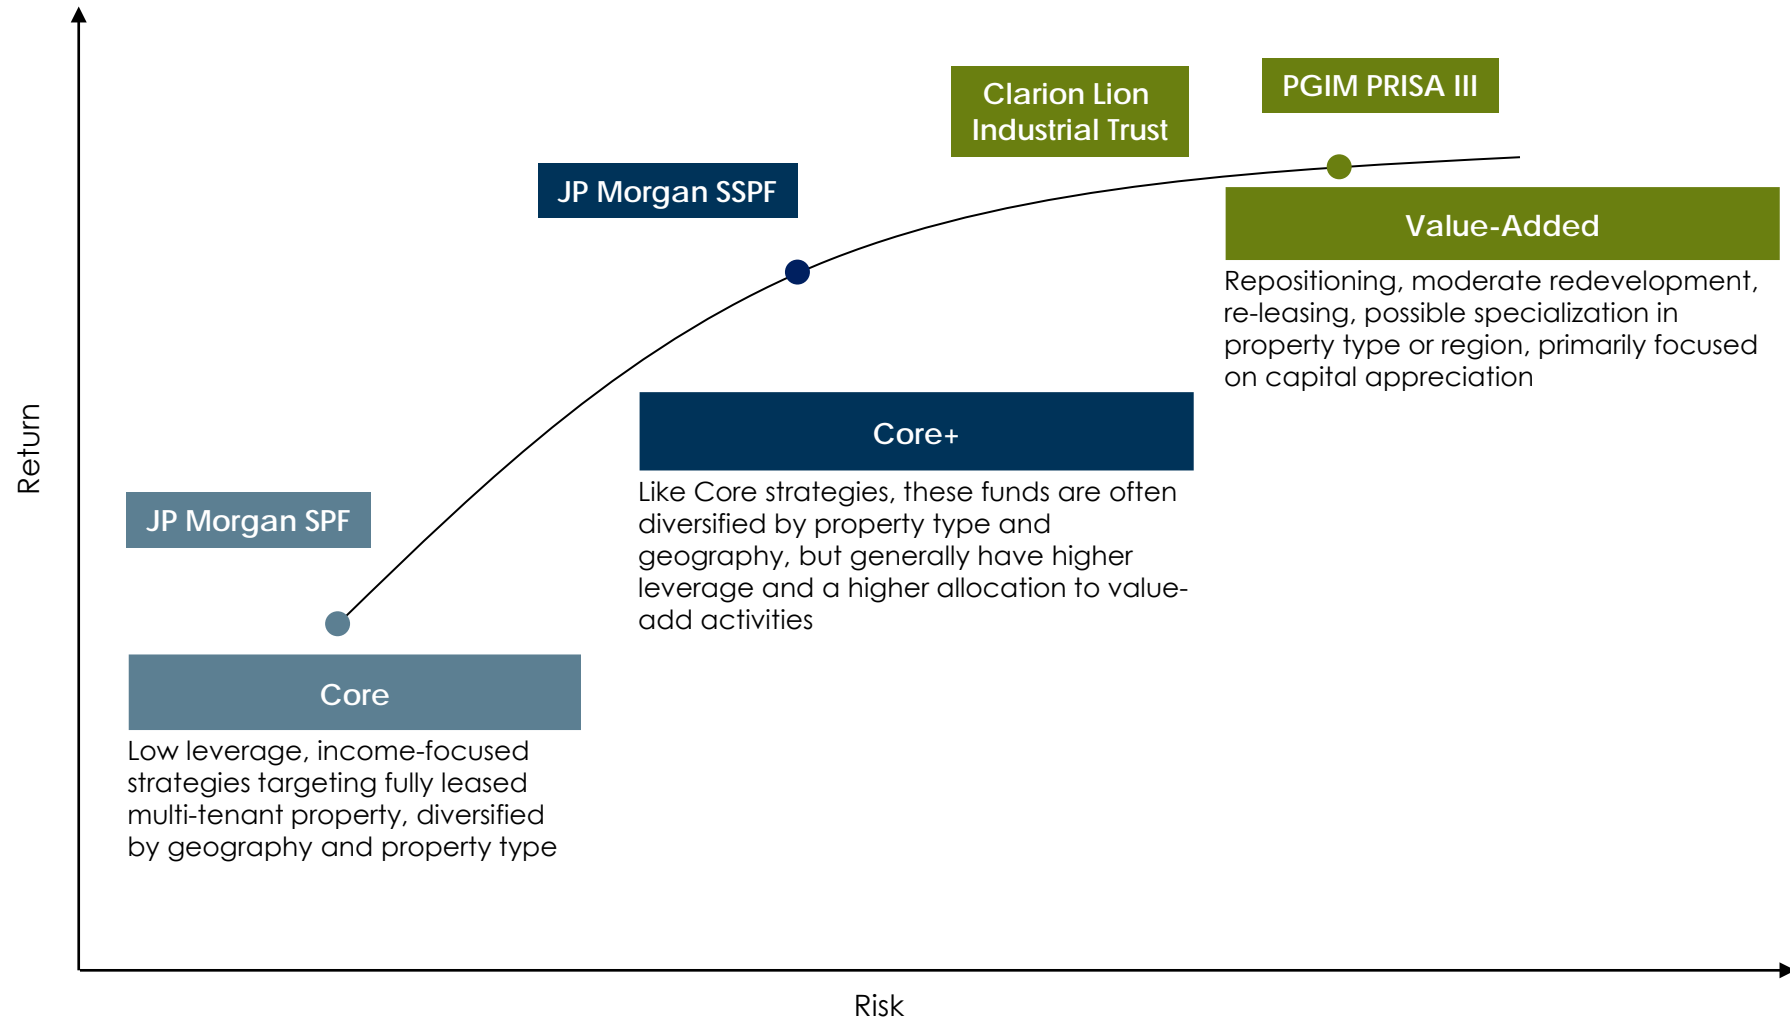 Clarion Lion
Industrial Trust
PGIM PRISA III
JP Morgan SSPF
Value-Added
Repositioning, moderate redevelopment,
re-leasing, possible specialization in
property type or region, primarily focused
on capital appreciation
Core+
Like Core strategies, these funds are often
diversified by property type and
geography, but generally have higher
leverage and a higher allocation to value-
add activities
Return
JP Morgan SPF
Core
Low leverage, income-focused
strategies targeting fully leased
multi-tenant property, diversified
by geography and property type
Risk